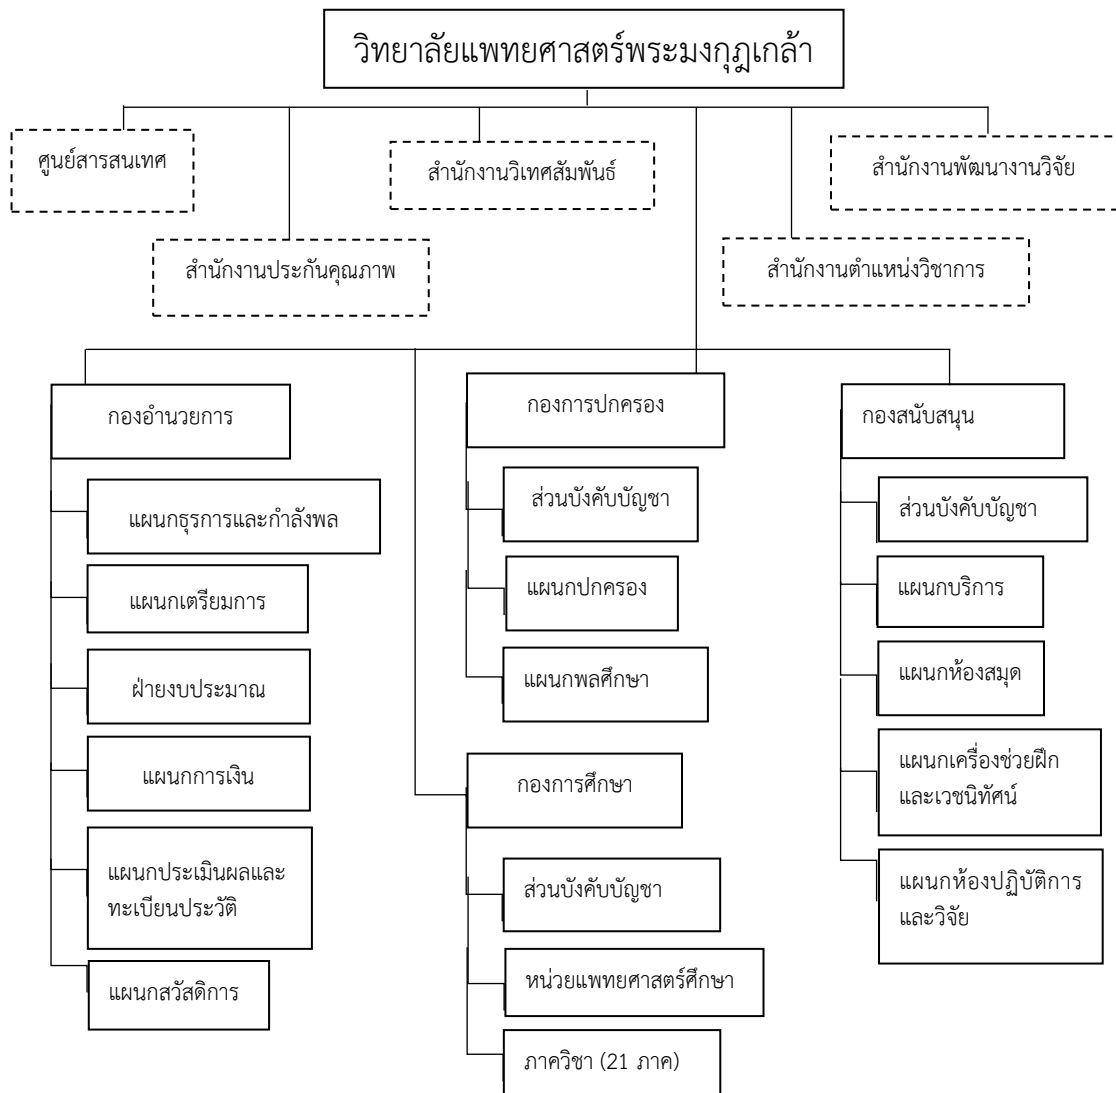 วิทยาลัยแพทยศาสตร์พระมงกุฎเกล้า
ศูนย์สารสนเทศ
สำนักงานวิเทศสัมพันธ์
สำนักงานพัฒนางานวิจัย
สำนักงานประกันคุณภาพ
สำนักงานตำแหน่งวิชาการ
กองอำนวยการ
แผนกธุรการและกำลังพล
แผนกเตรียมการ
ฝ่ายงบประมาณ
แผนกการเงิน
แผนกประเมินผลและ
ทะเบียนประวัติ
แผนกสวัสดิการ
กองการปกครอง
ส่วนบังคับบัญชา
แผนกปกครอง
แผนกพลศึกษา
กองการศึกษา
ส่วนบังคับบัญชา
หน่วยแพทยศาสตร์ศึกษา
ภาควิชา (21 ภาค)
กองสนับสนุน
ส่วนบังคับบัญชา
แผนกบริการ
แผนกห้องสมุด
แผนกเครื่องช่วยฝึก
และเวชนิทัศน์
แผนกห้องปฏิบัติการ
และวิจัย